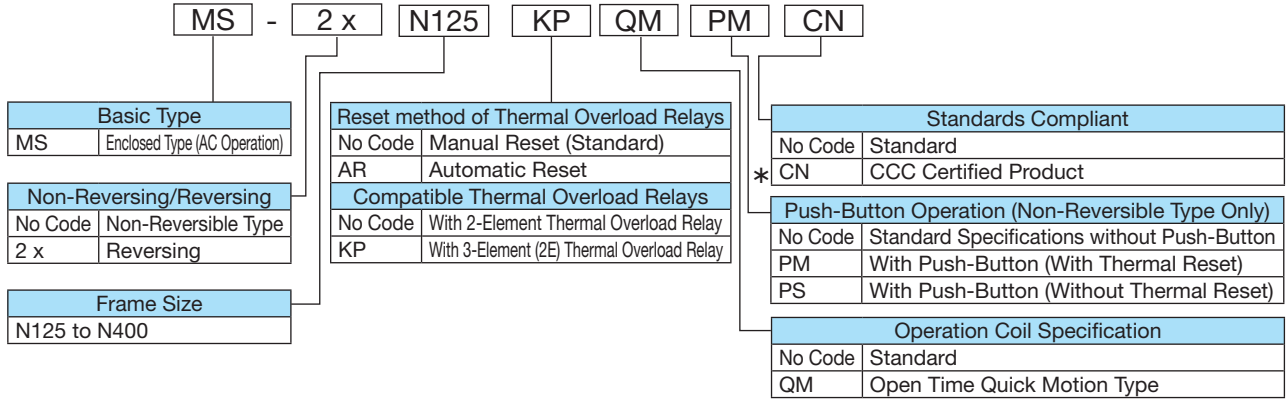 MS - 2 x N125 KP QM PM CN
Basic Type
MS Enclosed Type (AC Operation)
Non-Reversing/Reversing
No Code Non-Reversible Type
2 x Reversing
Frame Size
N125 to N400
Reset method of Thermal Overload Relays
No Code Manual Reset (Standard)
AR Automatic Reset
Compatible Thermal Overload Relays
No Code With 2-Element Thermal Overload Relay
KP With 3-Element (2E) Thermal Overload Relay
Standards Compliant
No Code Standard
* CN CCC Certified Product
Push-Button Operation (Non-Reversible Type Only)
No Code Standard Specifications without Push-Button
PM With Push-Button (With Thermal Reset)
PS With Push-Button (Without Thermal Reset)
Operation Coil Specification
No Code Standard
QM Open Time Quick Motion Type